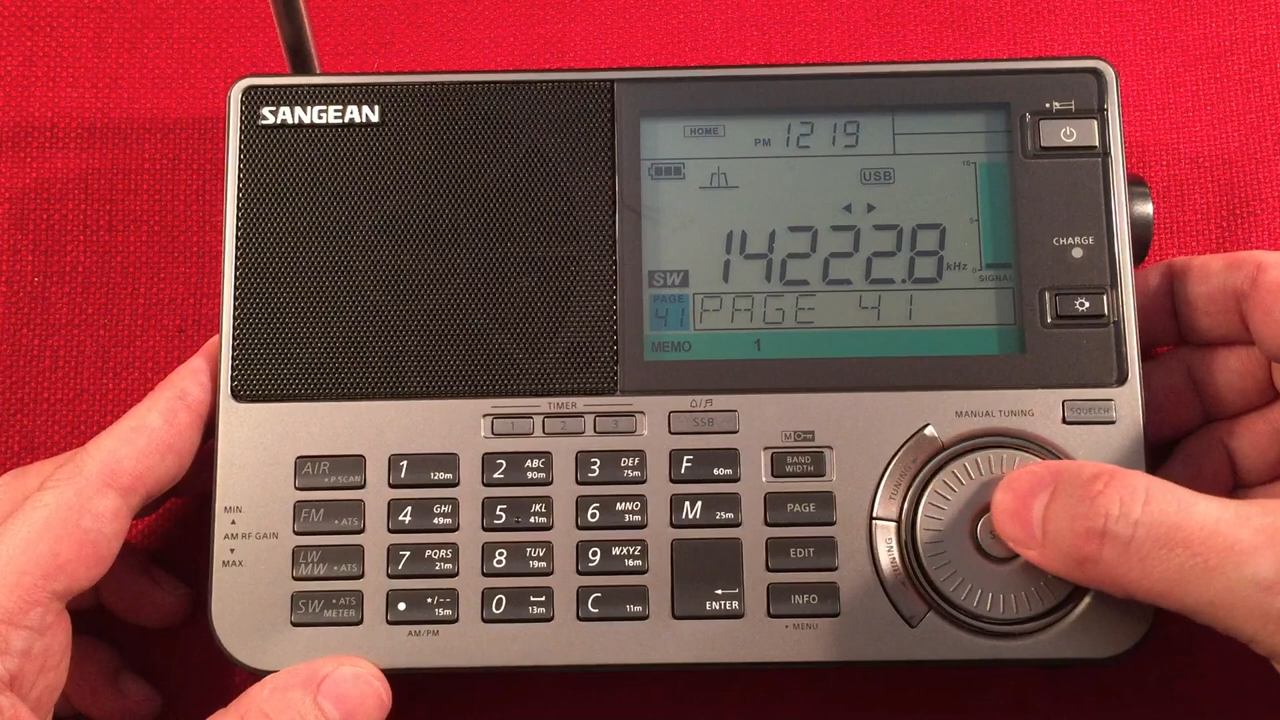 SANGEAN
HOME PM 1219
USB
10
5
0
14222.8 kHz
SIGNAL
SW
PAGE 41
PAGE 41
MEMO 1
CHARGE
TIMER
1 2 3
SSB
MANUAL TUNING
SQUELCH
AIR • P.SCAN
1 120m
2 ABC 90m
3 DEF 75m
F 60m
BAND WIDTH
TUNING
MIN.
AM RF GAIN
MAX.
FM • ATS
4 GHI 49m
5 JKL 41m
6 MNO 31m
M 25m
PAGE
LW MW • ATS
7 PQRS 21m
8 TUV 19m
9 WXYZ 16m
ENTER
EDIT
TUNING
SW • ATS METER
• */-- 15m
AM/PM
0 13m
C 11m
INFO
• MENU